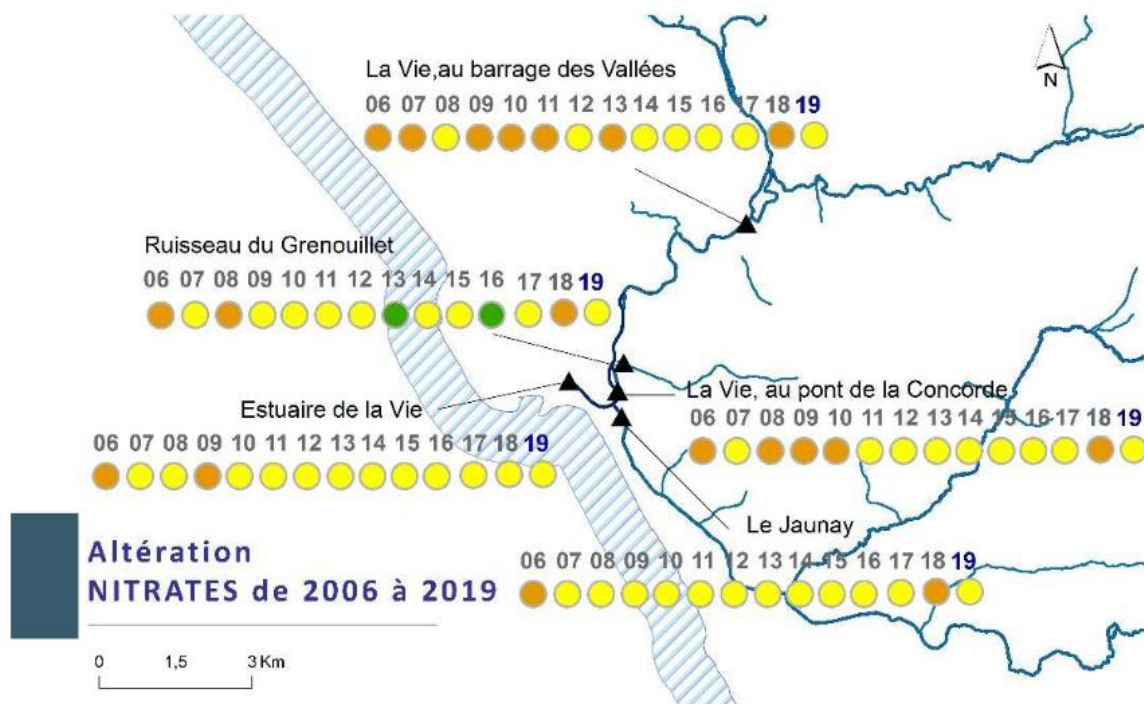 La Vie,au barrage des Vallées
06 07 08 09 10 11 12 13 14 15 16 17 18 19
N
Ruisseau du Grenouillet
06 07 08 09 10 11 12 13 14 15 16 17 18 19
La Vie, au pont de la Concorde
06 07 08 09 10 11 12 13 14 15 16 17 18 19
Estuaire de la Vie
06 07 08 09 10 11 12 13 14 15 16 17 18 19
Le Jaunay
06 07 08 09 10 11 12 13 14 15 16 17 18 19
Altération
NITRATES de 2006 à 2019
0 1,5 3 Km